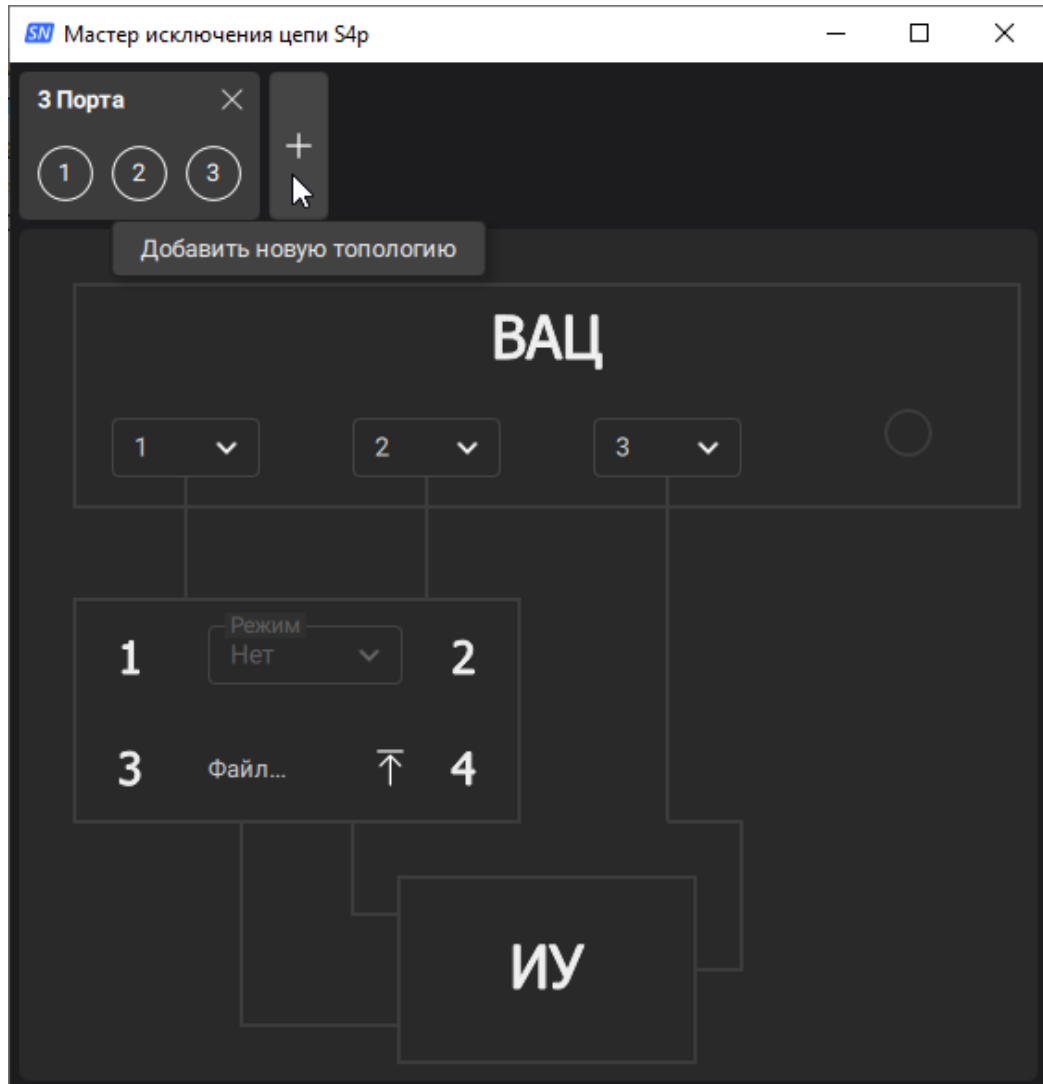 SN Мастер исключения цепи S4p
3 Порта
1 2 3
Добавить новую топологию
ВАЦ
1 2 3
Режим
1 Нет 2
3 Файл... 4
ИУ